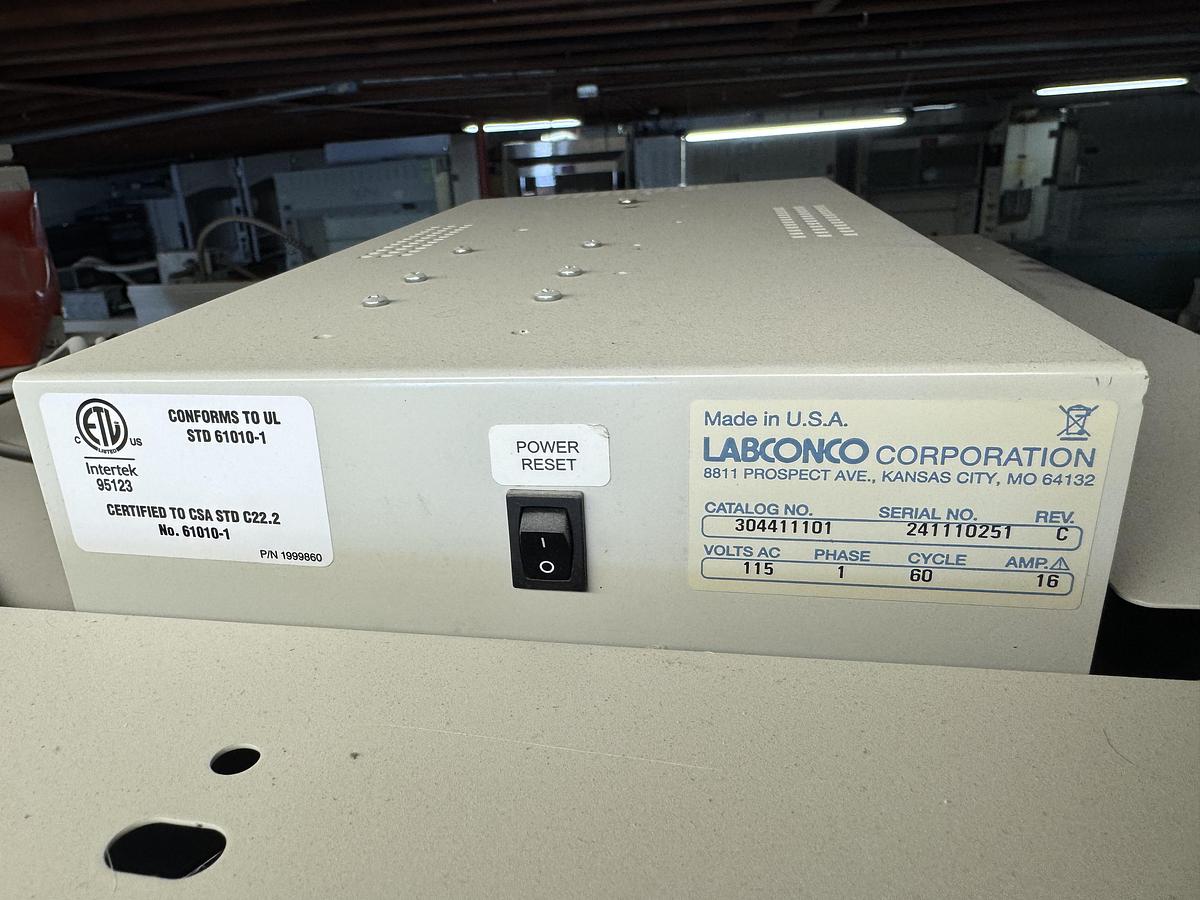 ETL
C US
LISTED
Intertek
95123
CONFORMS TO UL
STD 61010-1
CERTIFIED TO CSA STD C22.2
No. 61010-1
P/N 1999860
POWER
RESET
I
O
Made in U.S.A.
LABCONCO CORPORATION
8811 PROSPECT AVE., KANSAS CITY, MO 64132
CATALOG NO. SERIAL NO. REV.
304411101 241110251 C
VOLTS AC PHASE CYCLE AMP.
115 1 60 16